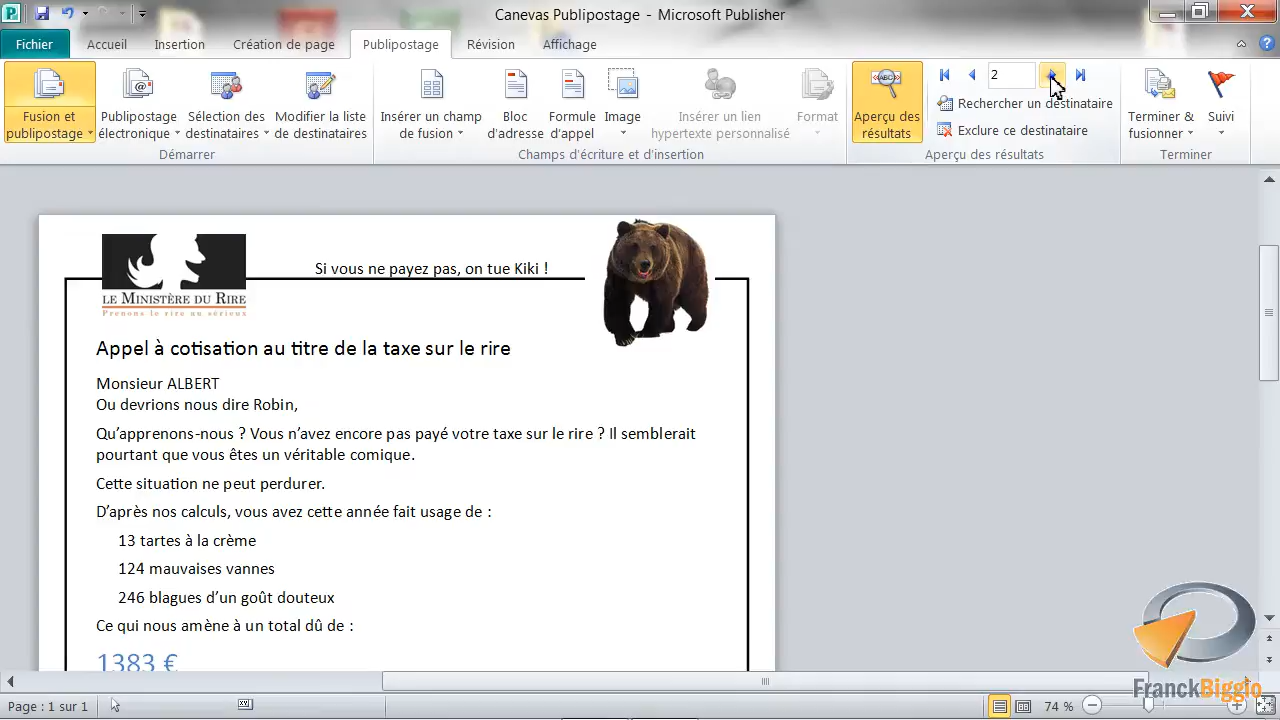 Canevas Publipostage - Microsoft Publisher
Fichier Accueil Insertion Création de page Publipostage Révision Affichage
Fusion et publipostage
Publipostage électronique
Sélection des destinataires
Modifier la liste de destinataires
Démarrer
Insérer un champ de fusion
Bloc d'adresse
Formule d'appel
Image
Insérer un lien hypertexte personnalisé
Format
Champs d'écriture et d'insertion
Aperçu des résultats
2
Rechercher un destinataire
Exclure ce destinataire
Aperçu des résultats
Terminer & fusionner
Suivi
Terminer
LE MINISTÈRE DU RIRE
Prenons le rire au sérieux
Si vous ne payez pas, on tue Kiki !
Appel à cotisation au titre de la taxe sur le rire
Monsieur ALBERT
Ou devrions nous dire Robin,
Qu'apprenons-nous ? Vous n'avez encore pas payé votre taxe sur le rire ? Il semblerait
pourtant que vous êtes un véritable comique.
Cette situation ne peut perdurer.
D'après nos calculs, vous avez cette année fait usage de :
13 tartes à la crème
124 mauvaises vannes
246 blagues d'un goût douteux
Ce qui nous amène à un total dû de :
1383 €
FranckBiggio
Page : 1 sur 1
74 %